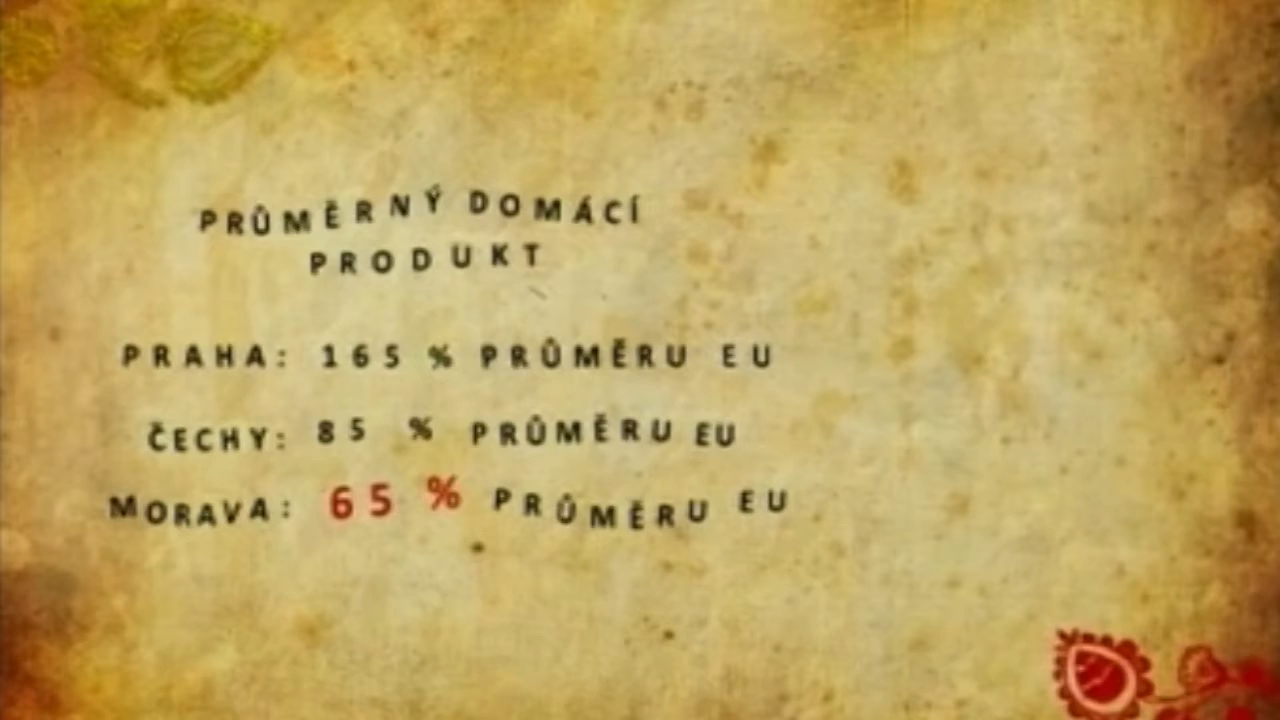 PRŮMĚRNÝ DOMÁCÍ
PRODUKT
PRAHA: 165 % PRŮMĚRU EU
ČECHY: 85 % PRŮMĚRU EU
MORAVA: 65 % PRŮMĚRU EU